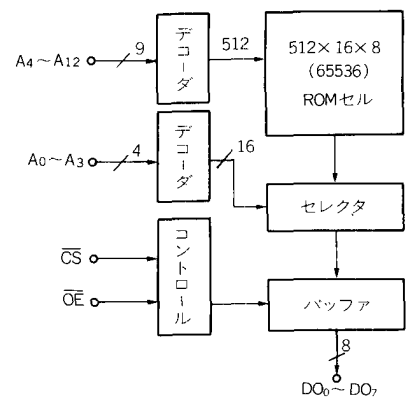 A4～A12
9
デコーダ
512
512×16×8
(65536)
ROMセル
A0～A3
4
デコーダ
16
セレクタ
CS
OE
コントロール
バッファ
8
DO0～DO7